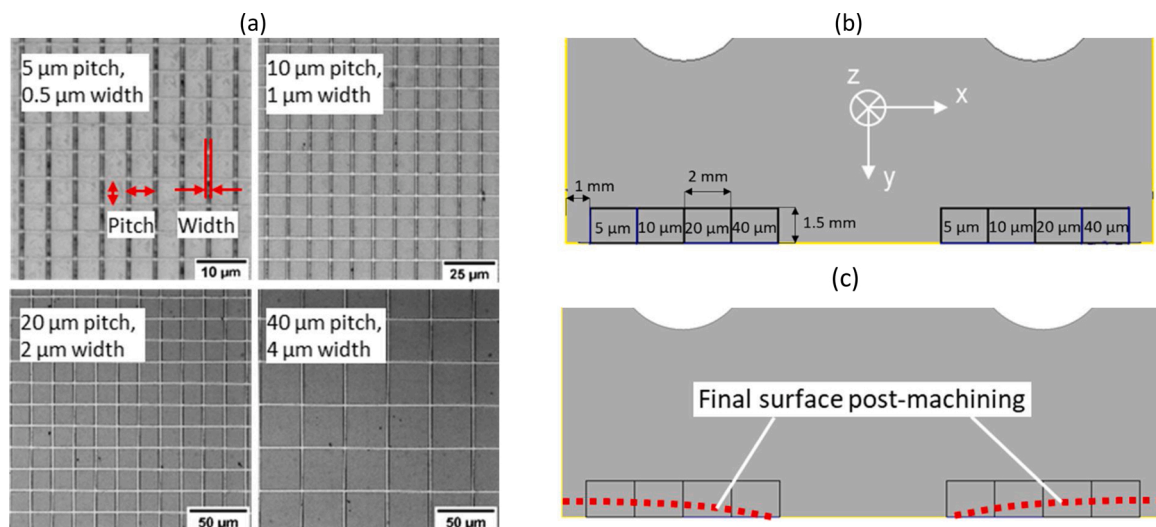 (a)
5 µm pitch,
0.5 µm width
Pitch
Width
10 µm
10 µm pitch,
1 µm width
25 µm
20 µm pitch,
2 µm width
50 µm
40 µm pitch,
4 µm width
50 µm
(b)
z
x
y
1 mm
2 mm
1.5 mm
5 µm 10 µm 20 µm 40 µm
5 µm 10 µm 20 µm 40 µm
(c)
Final surface post-machining